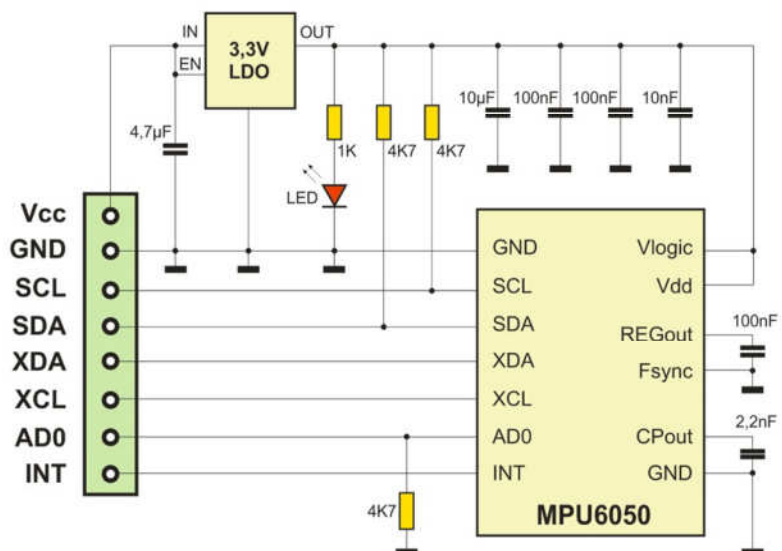 IN
OUT
EN
3,3V
LDO
4,7µF
1K
4K7
4K7
10µF
100nF
100nF
10nF
LED
Vcc
GND
SCL
SDA
XDA
XCL
AD0
INT
GND
SCL
SDA
XDA
XCL
AD0
INT
Vlogic
Vdd
REGout
Fsync
CPout
GND
MPU6050
100nF
2,2nF
4K7